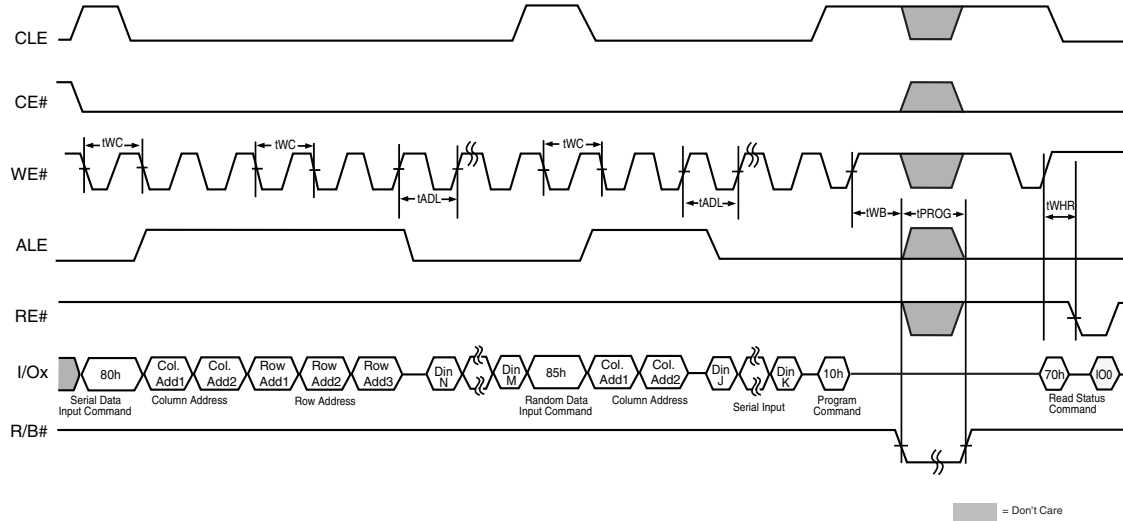 CLE
CE#
tWC
tWC
tWC
WE#
tADL
tADL
tWB
tPROG
tWHR
ALE
RE#
I/Ox
80h
Col.
Add1
Col.
Add2
Row
Add1
Row
Add2
Row
Add3
Din
N
Din
M
85h
Col.
Add1
Col.
Add2
Din
J
Din
K
10h
70h
IO0
Serial Data
Input Command
Column Address
Row Address
Random Data
Input Command
Column Address
Serial Input
Program
Command
Read Status
Command
R/B#
= Don't Care